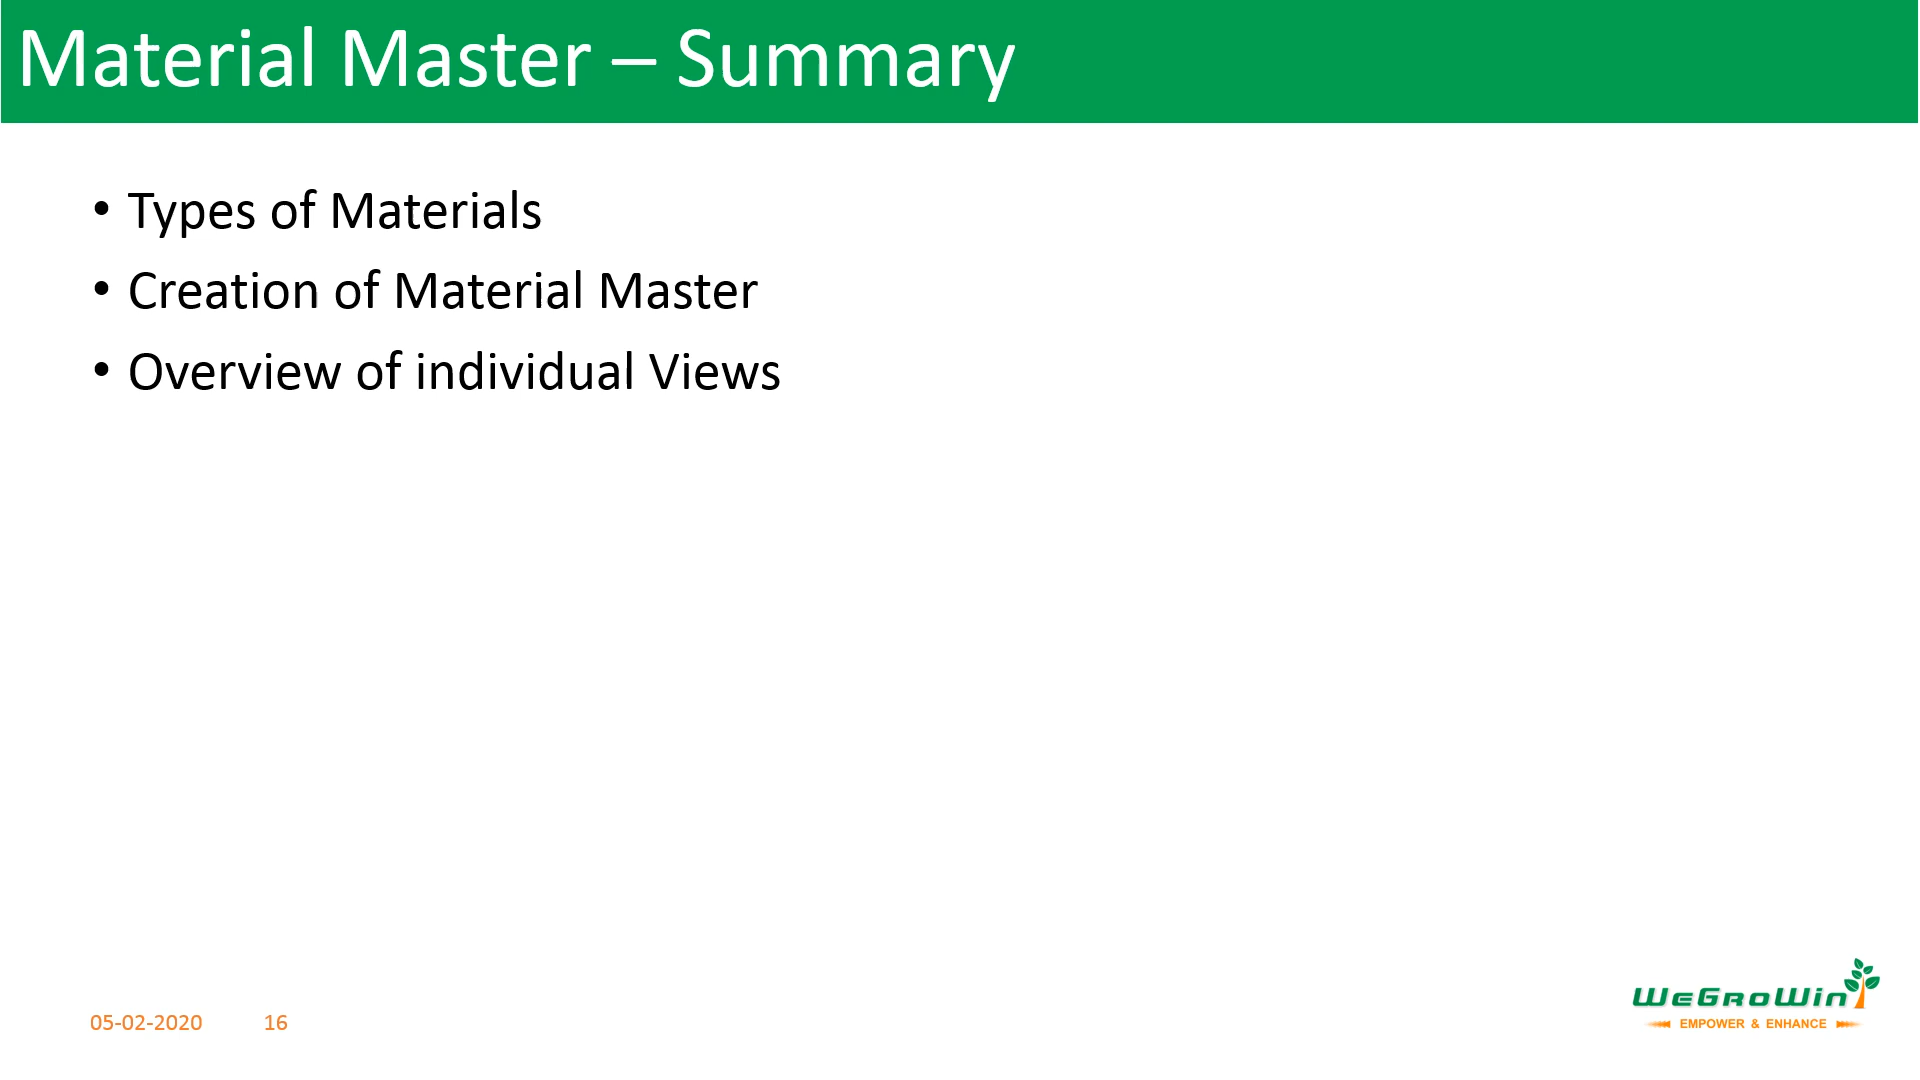 Material Master – Summary
• Types of Materials
• Creation of Material Master
• Overview of individual Views
05-02-2020 16
WeGroWin
EMPOWER & ENHANCE